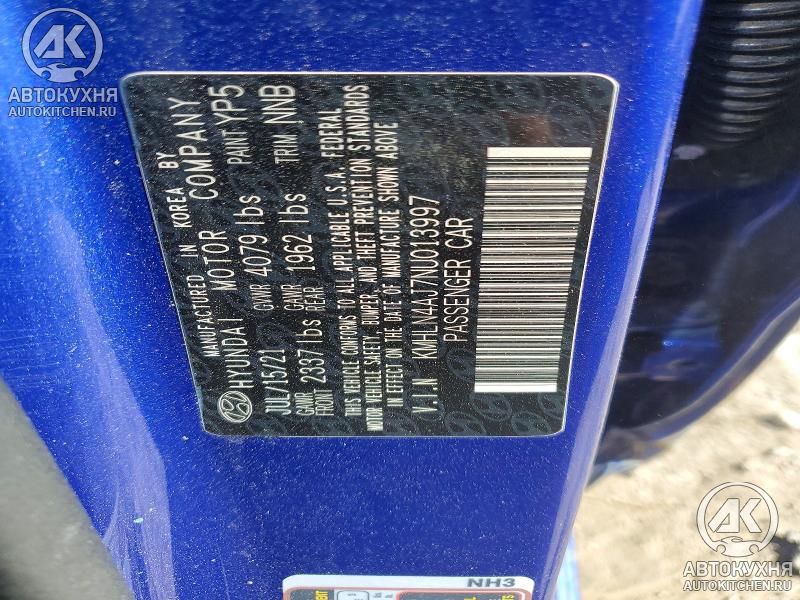 MANUFACTURED IN KOREA BY
HYUNDAI MOTOR COMPANY
JUL/15/21 GVWR 4079 lbs PAINT YP5
GAWR FRONT 2387 lbs GAWR REAR 1962 lbs TRIM NNB
THIS VEHICLE CONFORMS TO ALL APPLICABLE U.S.A. FEDERAL
MOTOR VEHICLE SAFETY, BUMPER, AND THEFT PREVENTION STANDARDS
IN EFFECT ON THE DATE OF MANUFACTURE SHOWN ABOVE
V.I.N KMHLN4AJ7NU013997
PASSENGER CAR
NH3
АК
АВТОКУХНЯ
AUTOKITCHEN.RU
АК
АВТОКУХНЯ
AUTOKITCHEN.RU